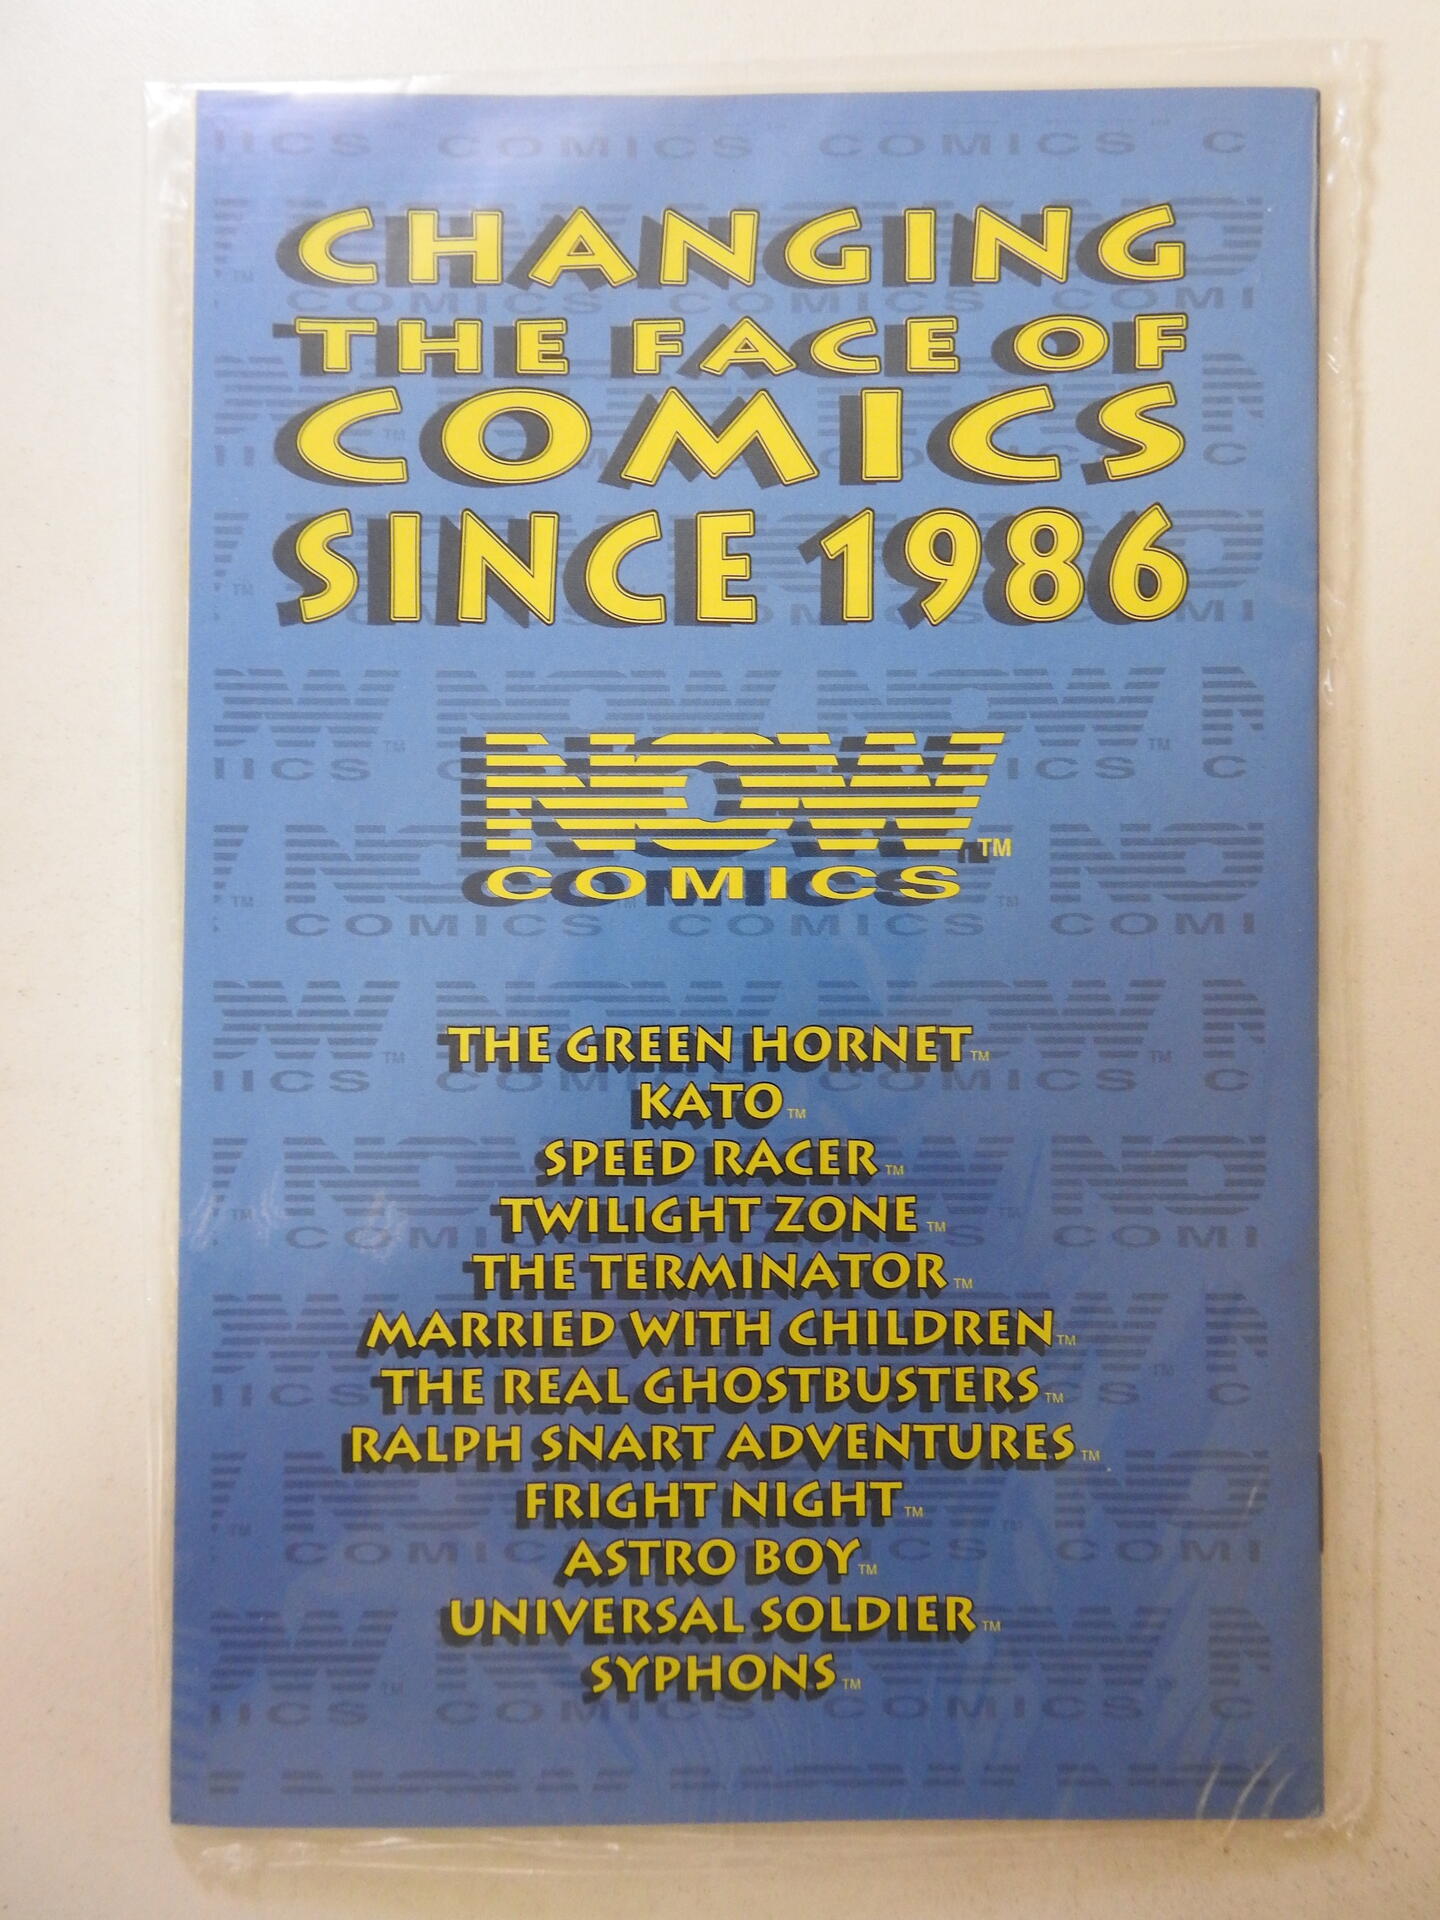 CHANGING
THE FACE OF
COMICS
SINCE 1986
NOW™
COMICS
THE GREEN HORNET™
KATO™
SPEED RACER™
TWILIGHT ZONE™
THE TERMINATOR™
MARRIED WITH CHILDREN™
THE REAL GHOSTBUSTERS™
RALPH SNART ADVENTURES™
FRIGHT NIGHT™
ASTRO BOY™
UNIVERSAL SOLDIER™
SYPHONS™